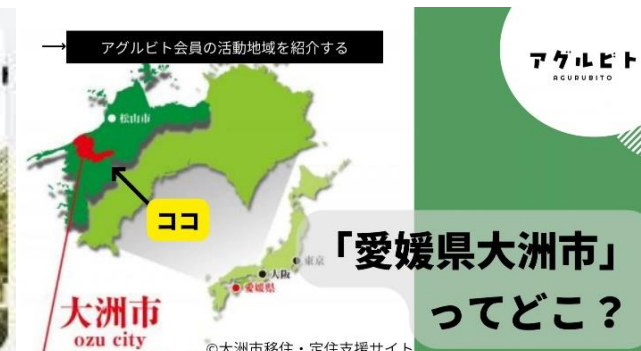 → アグルビト会員の活動地域を紹介する
アグルビト
AGURUBITO
松山市
ココ
東京
大阪
愛媛県
「愛媛県大洲市」
ってどこ？
大洲市
ozu city
©大洲市移住・定住支援サイト